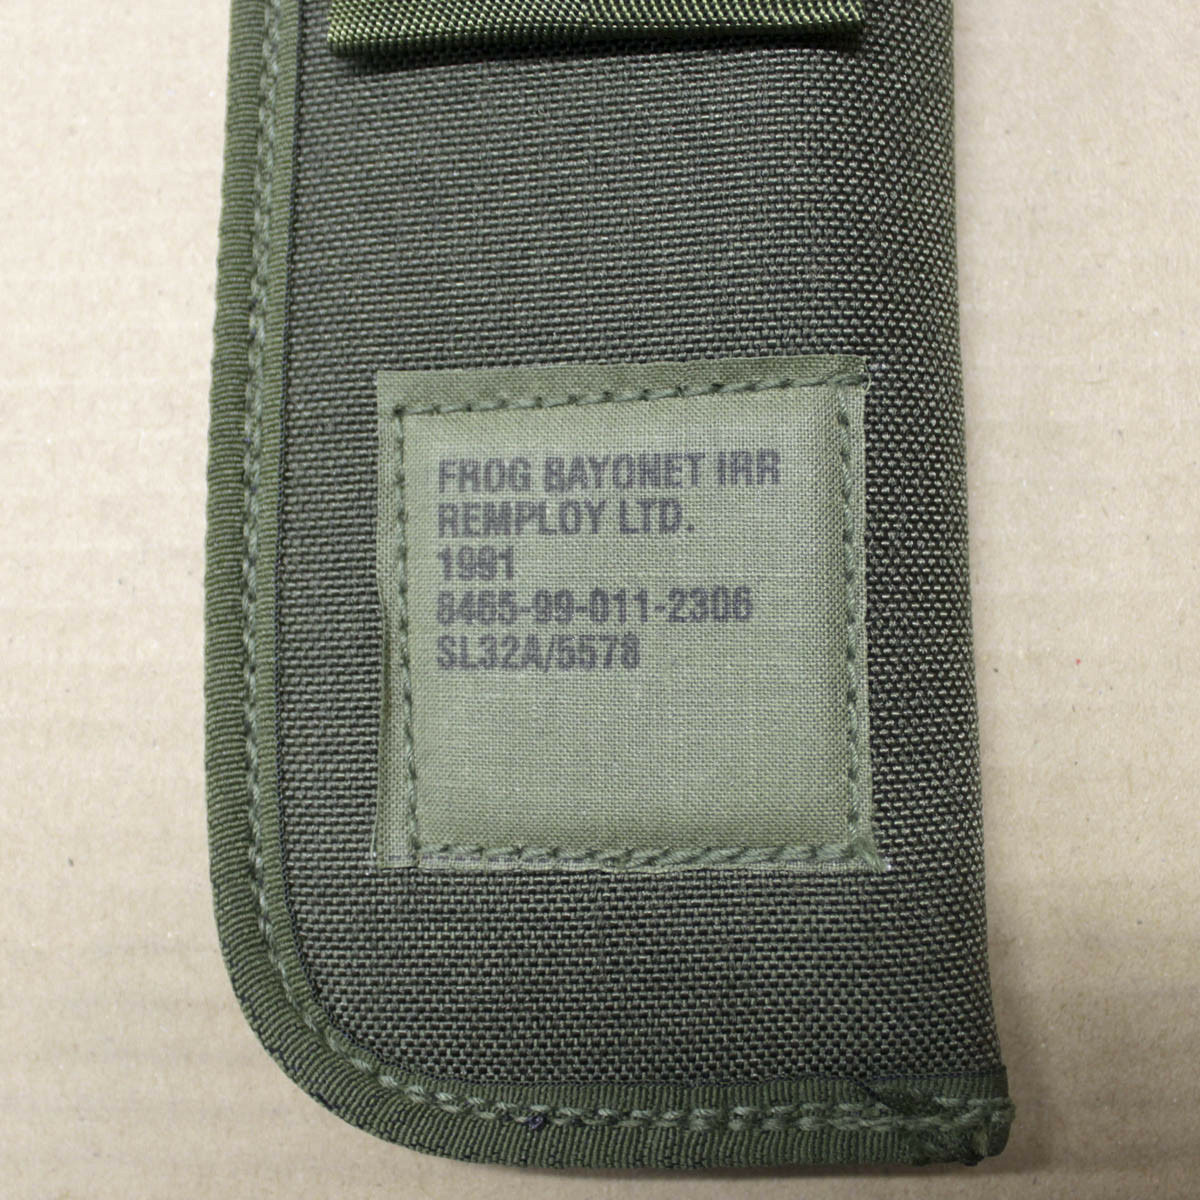 FROG BAYONET IRR
REMPLOY LTD.
1991
8465-99-011-2306
SL32A/5578